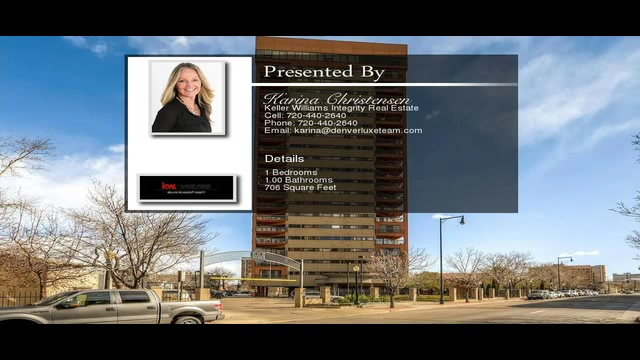 Presented By
Karina Christensen
Keller Williams Integrity Real Estate
Cell: 720-440-2640
Phone: 720-440-2640
Email: karina@denverluxeteam.com
Details
1 Bedrooms
1.00 Bathrooms
706 Square Feet